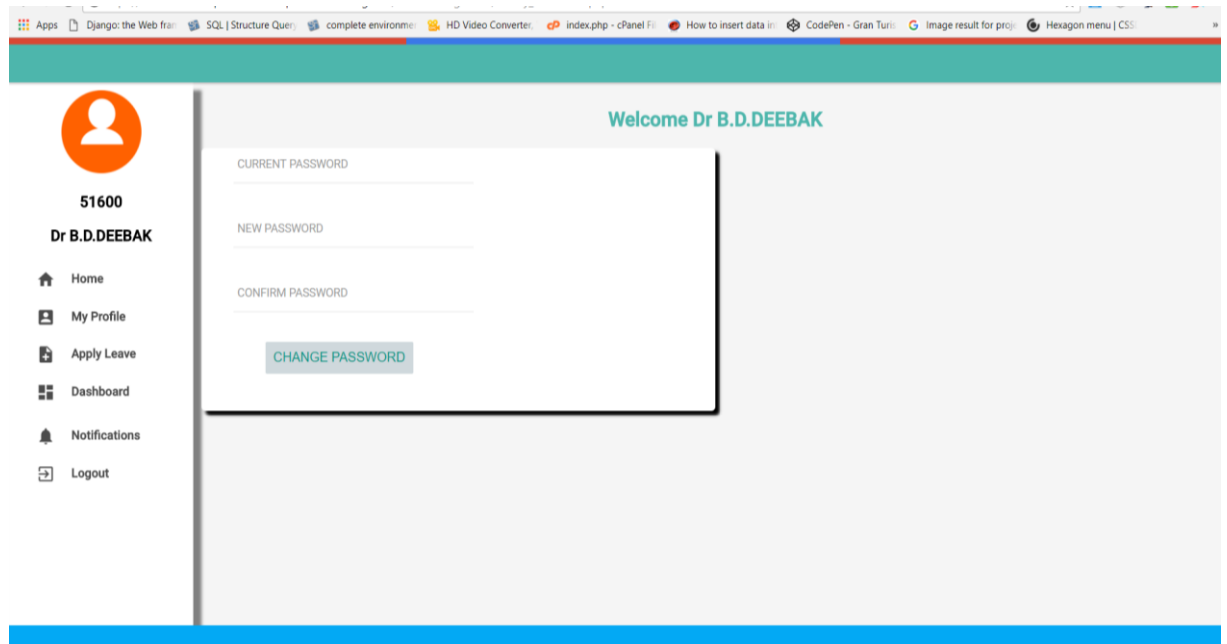 Apps Django: the Web fran SQL | Structure Query complete environme HD Video Converter, index.php - cPanel Fi How to insert data in CodePen - Gran Turis Image result for proje Hexagon menu | CSS »
Welcome Dr B.D.DEEBAK
51600
Dr B.D.DEEBAK
Home
My Profile
Apply Leave
Dashboard
Notifications
Logout
CURRENT PASSWORD
NEW PASSWORD
CONFIRM PASSWORD
CHANGE PASSWORD